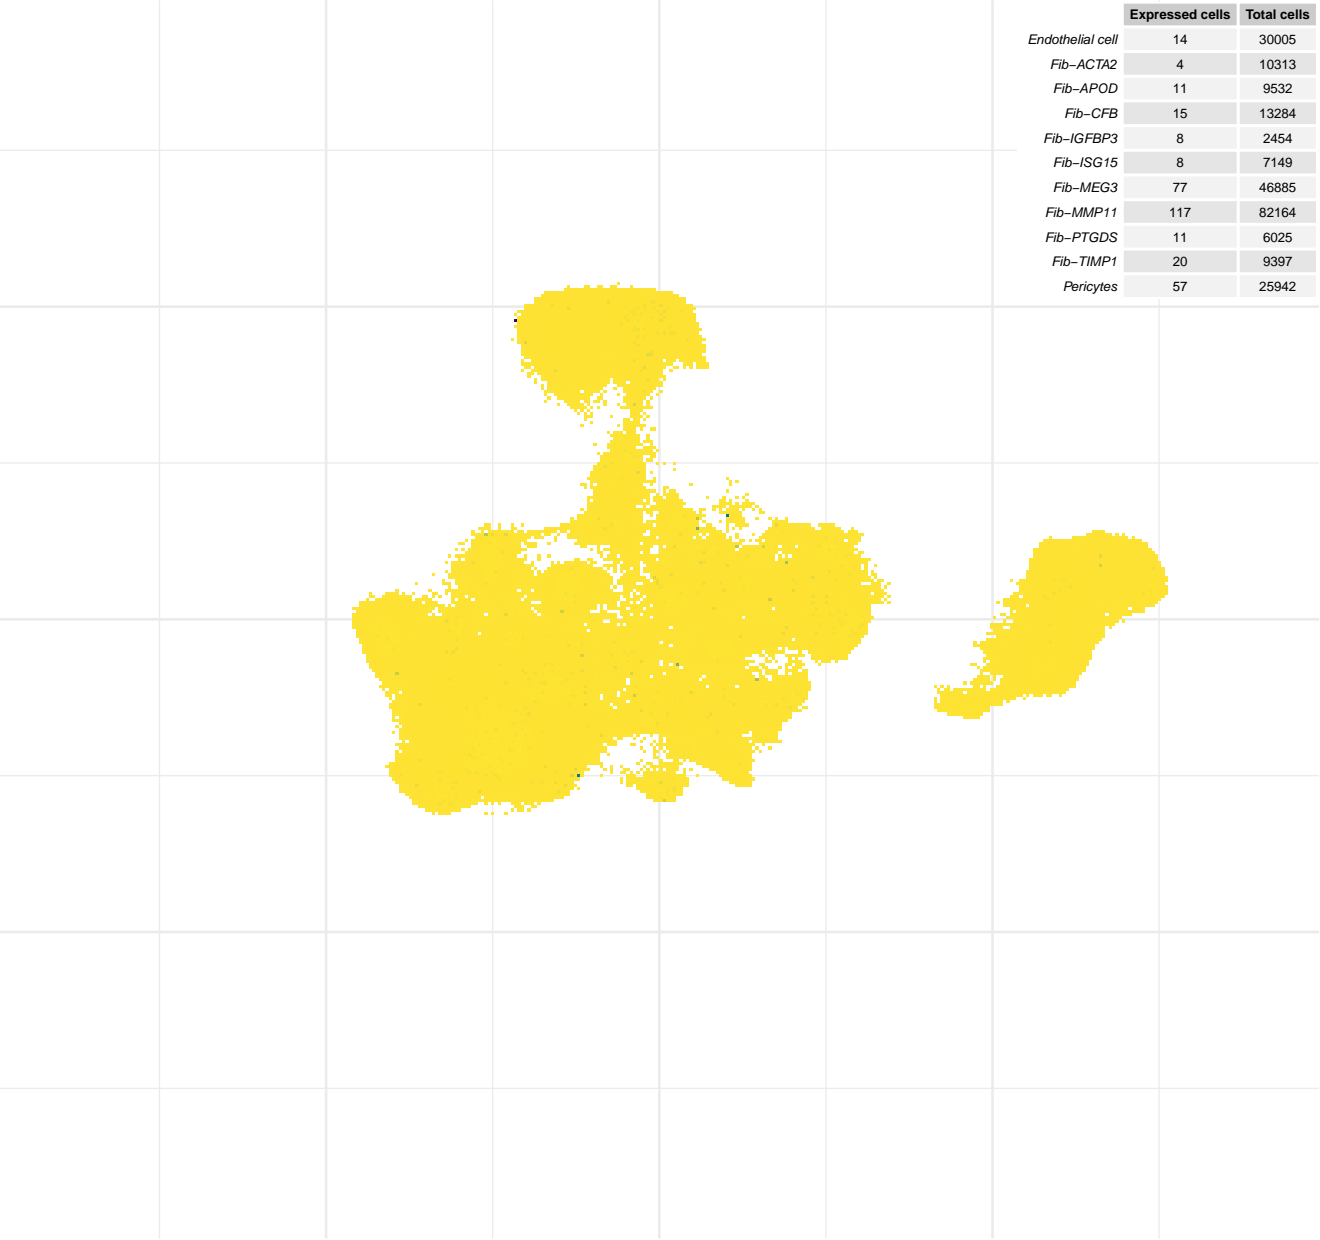 Expressed cells Total cells
Endothelial cell 14 30005
Fib−ACTA2 4 10313
Fib−APOD 11 9532
Fib−CFB 15 13284
Fib−IGFBP3 8 2454
Fib−ISG15 8 7149
Fib−MEG3 77 46885
Fib−MMP11 117 82164
Fib−PTGDS 11 6025
Fib−TIMP1 20 9397
Pericytes 57 25942